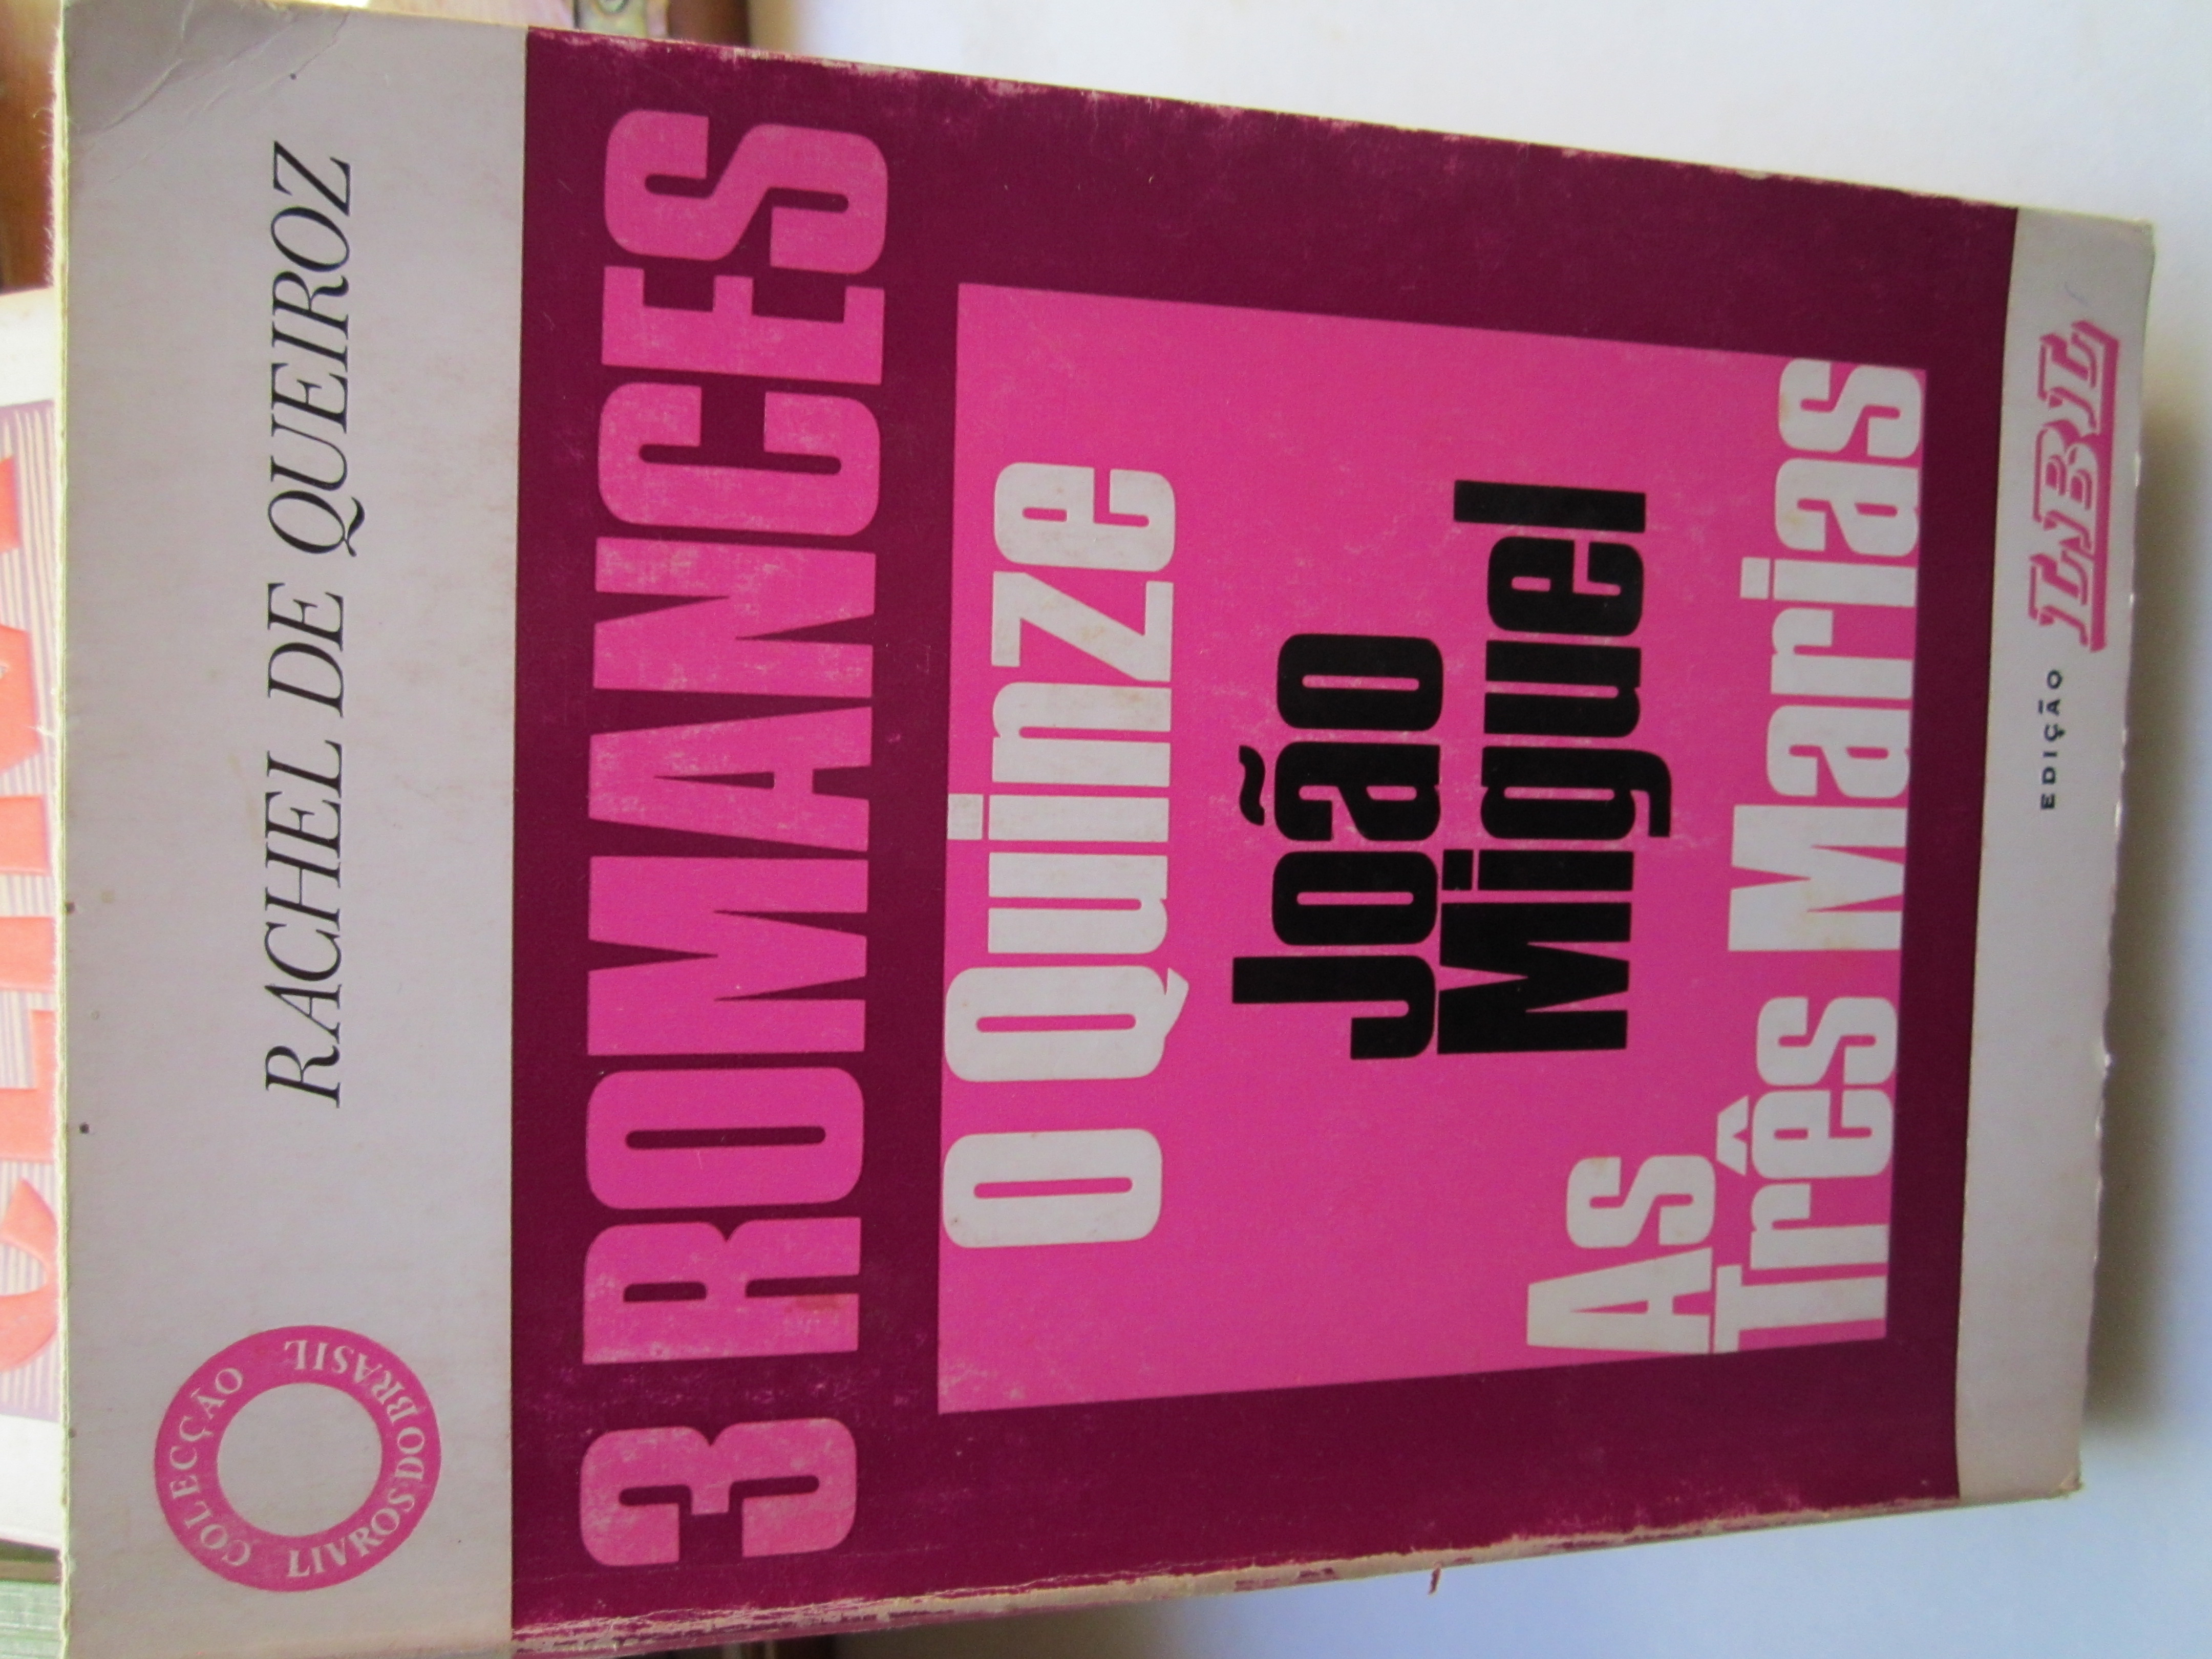 COLECÇÃO
LIVROS DO BRASIL
RACHEL DE QUEIROZ
3 ROMANCES
O Quinze
João
Miguel
As
Três Marias
EDIÇÃO LBL